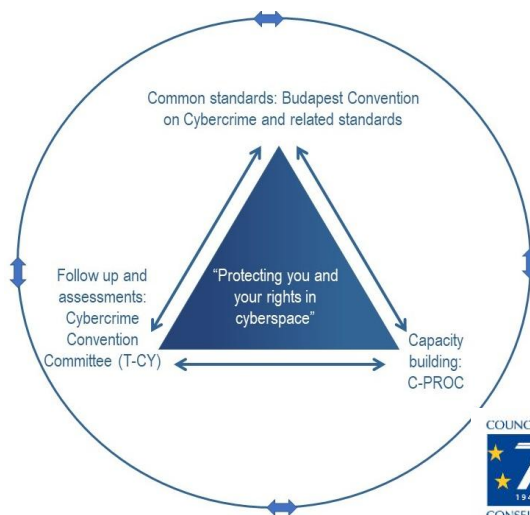 Common standards: Budapest Convention
on Cybercrime and related standards
Follow up and
assessments:
Cybercrime
Convention
Committee (T-CY)
“Protecting you and
your rights in
cyberspace”
Capacity
building:
C-PROC